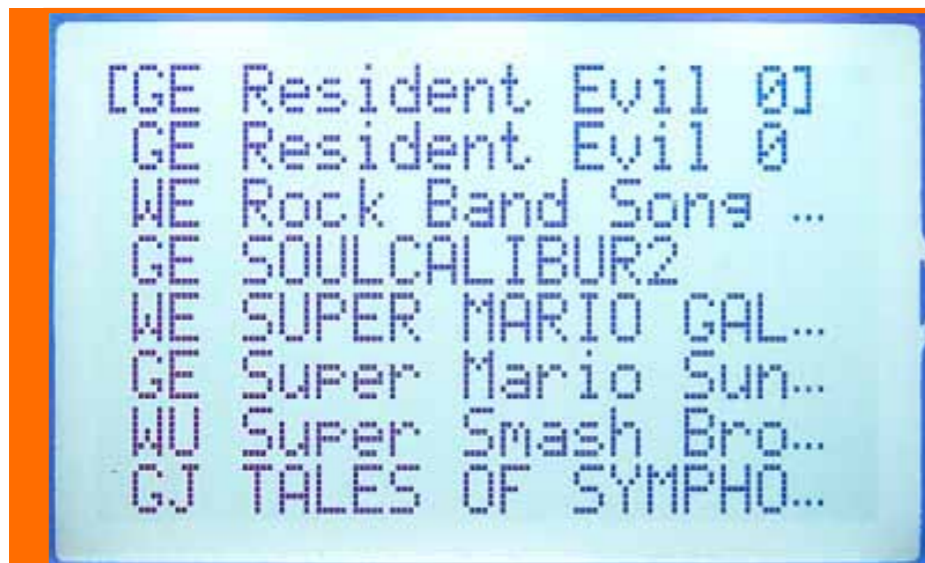 [GE Resident Evil 0]
GE Resident Evil 0
WE Rock Band Song …
GE SOULCALIBUR2
WE SUPER MARIO GAL…
GE Super Mario Sun…
WU Super Smash Bro…
GJ TALES OF SYMPHO…